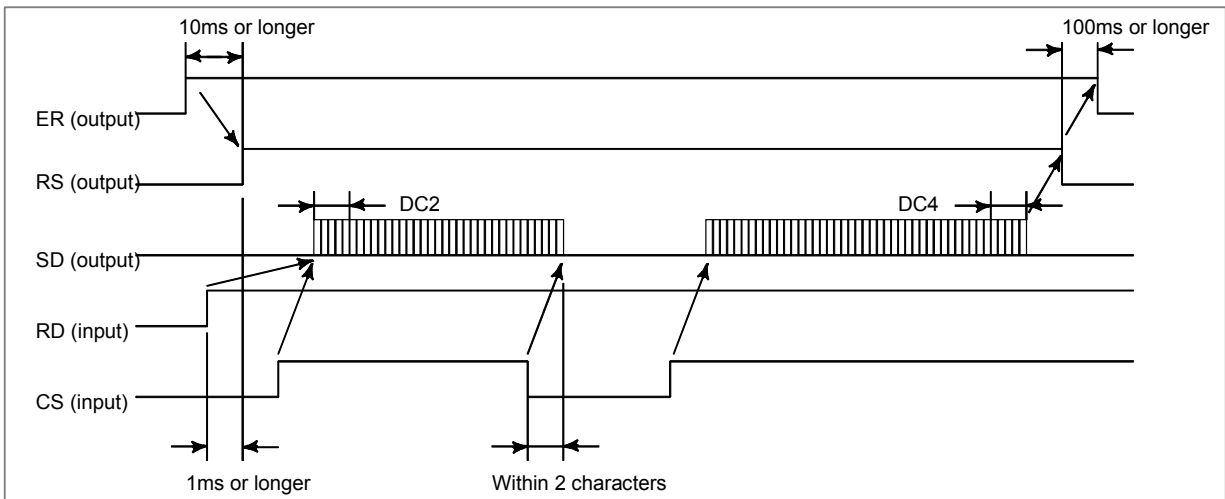 10ms or longer
100ms or longer
ER (output)
RS (output)
DC2
DC4
SD (output)
RD (input)
CS (input)
1ms or longer
Within 2 characters